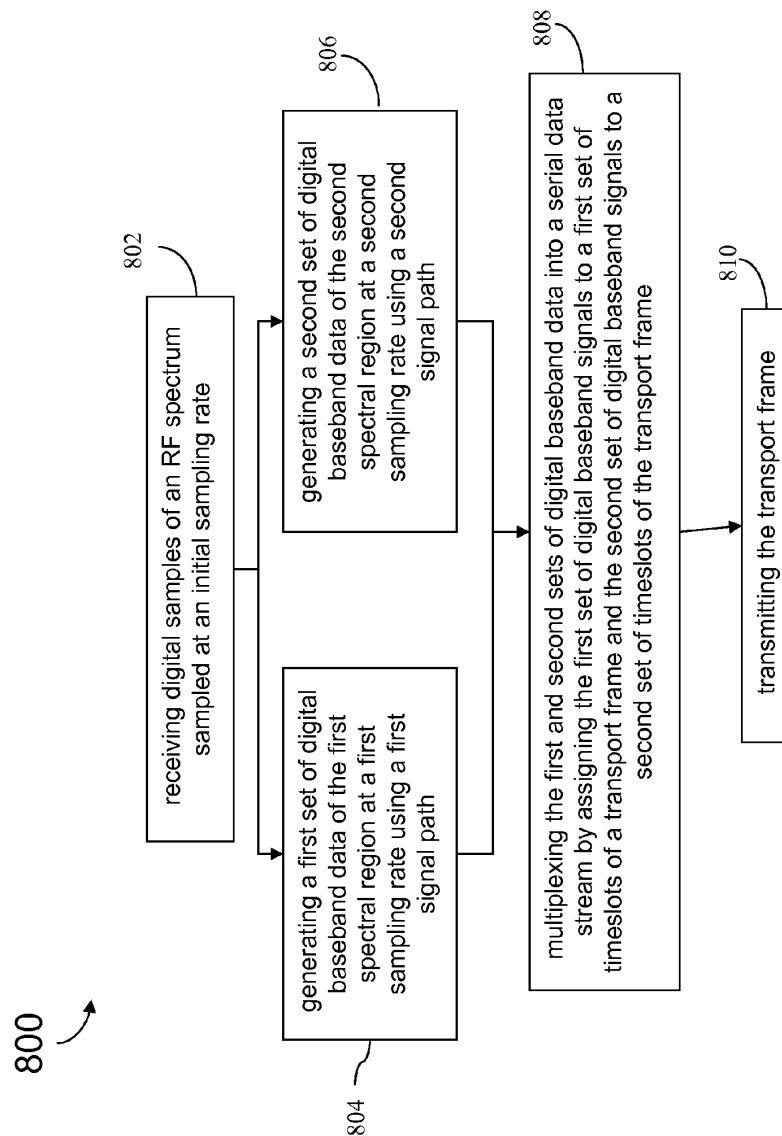 800
receiving digital samples of an RF spectrum
sampled at an initial sampling rate
802
generating a first set of digital
baseband data of the first
spectral region at a first
sampling rate using a first
signal path
804
generating a second set of digital
baseband data of the second
spectral region at a second
sampling rate using a second
signal path
806
multiplexing the first and second sets of digital baseband data into a serial data
stream by assigning the first set of digital baseband signals to a first set of
timeslots of a transport frame and the second set of digital baseband signals to a
second set of timeslots of the transport frame
808
transmitting the transport frame
810